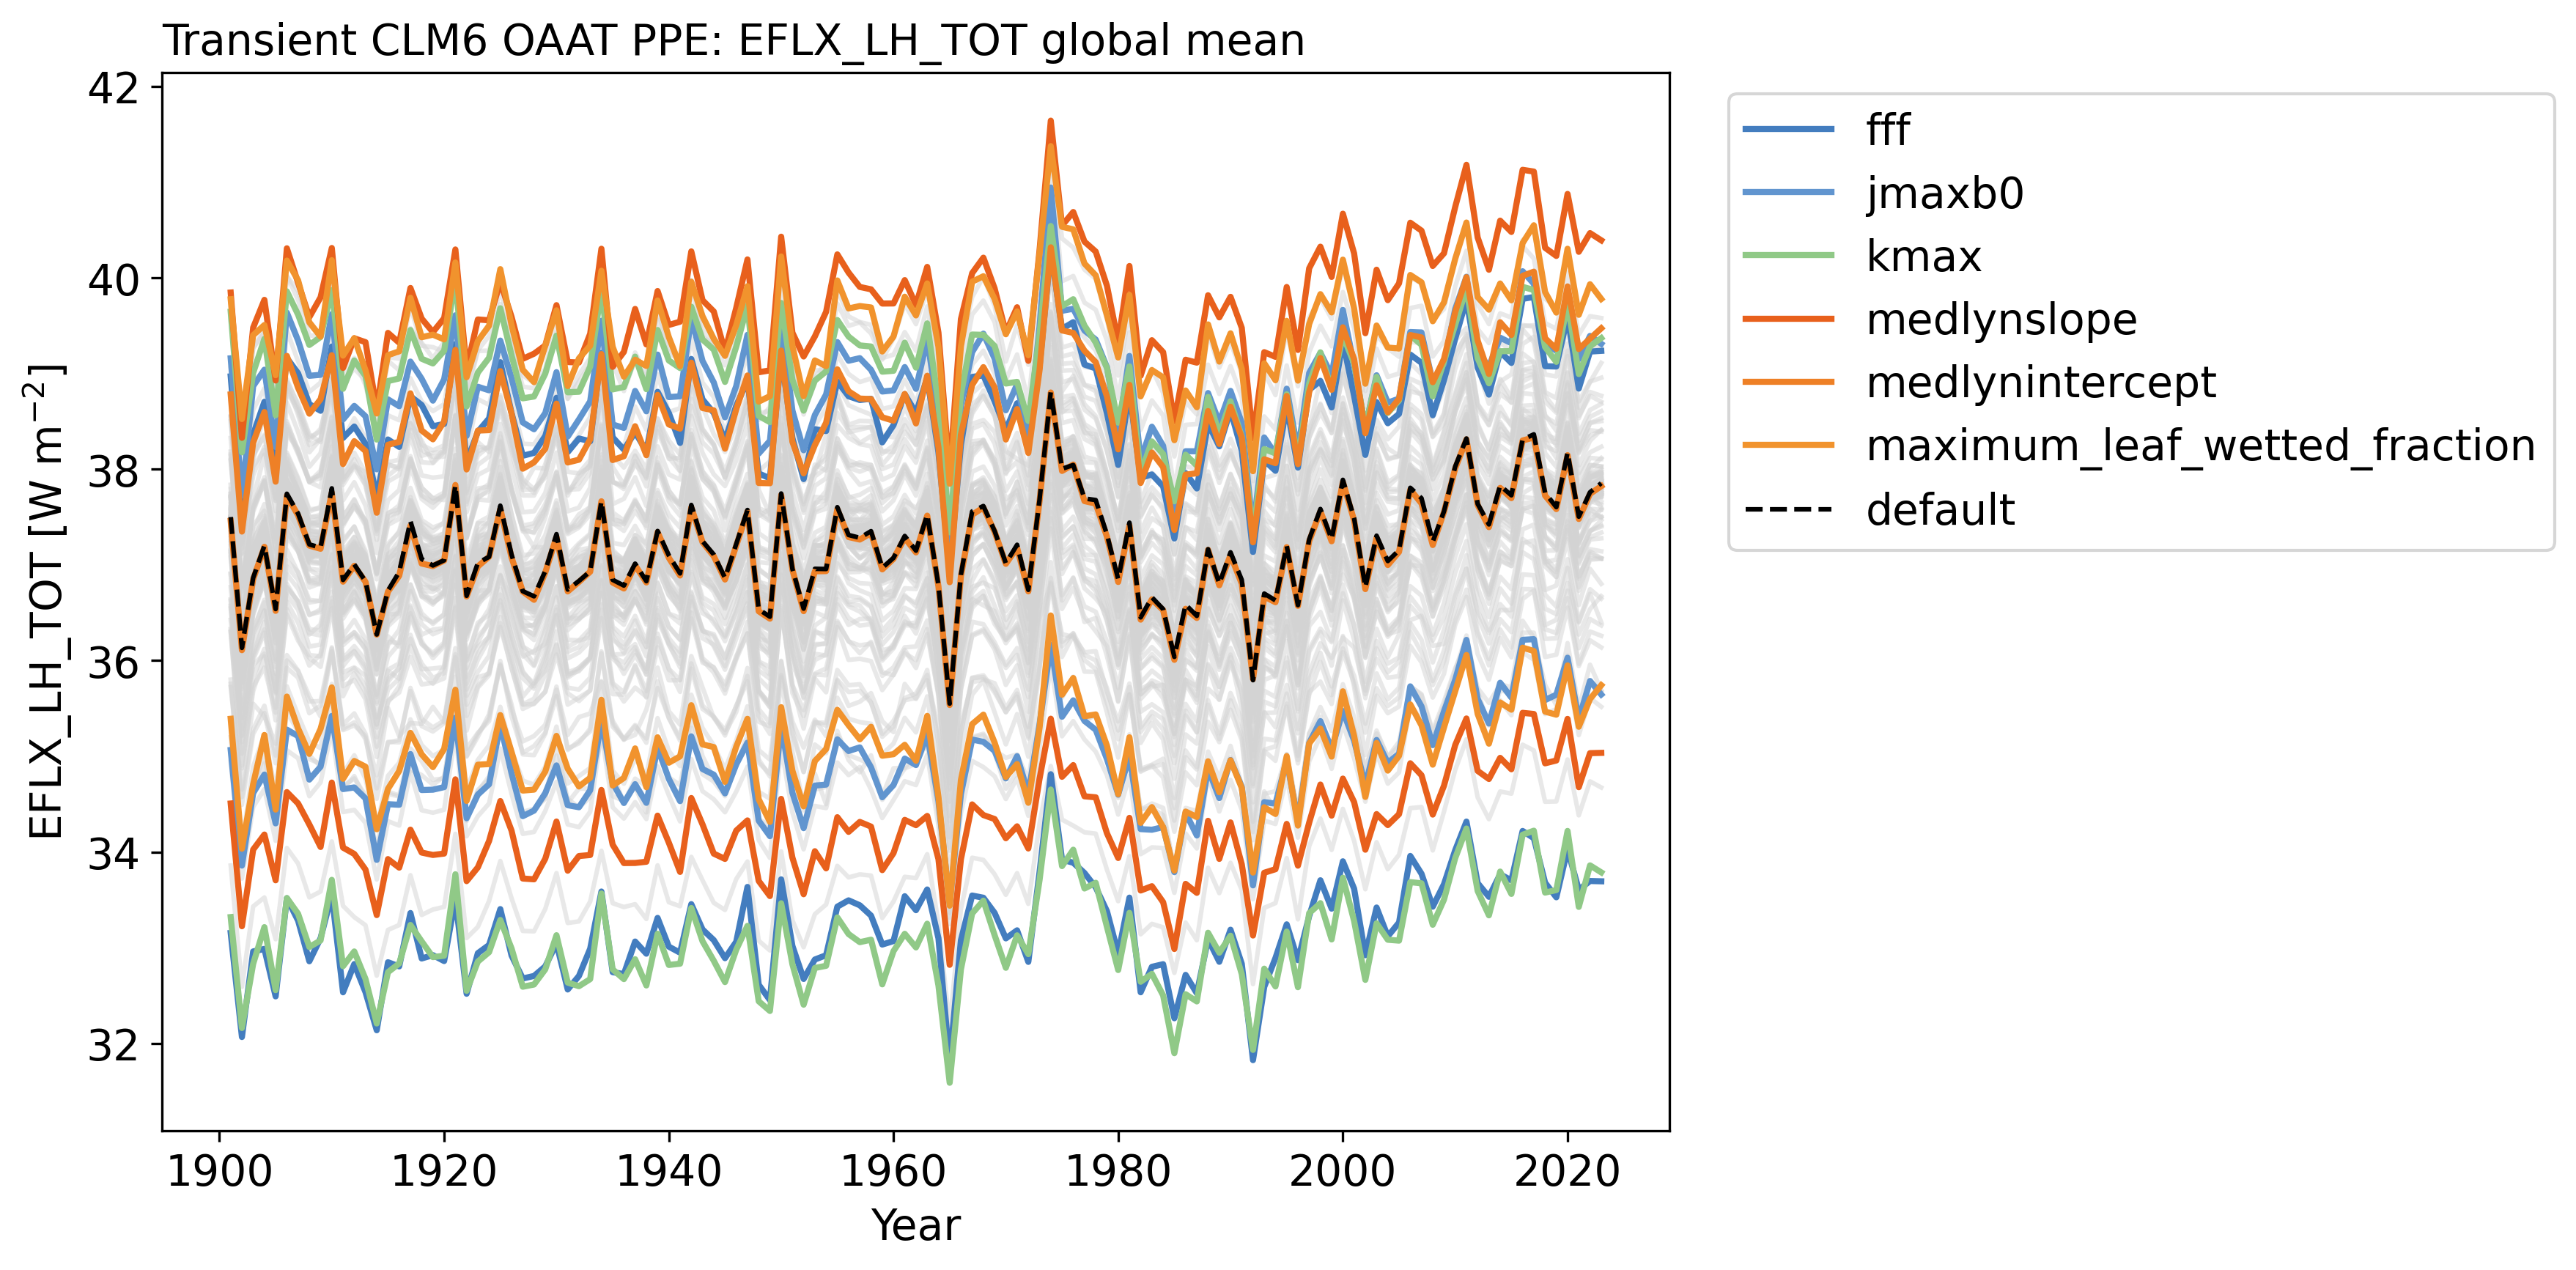 Transient CLM6 OAAT PPE: EFLX_LH_TOT global mean
EFLX_LH_TOT [W m⁻²]
42
40
38
36
34
32
1900 1920 1940 1960 1980 2000 2020
Year
fff
jmaxb0
kmax
medlynslope
medlynintercept
maximum_leaf_wetted_fraction
default